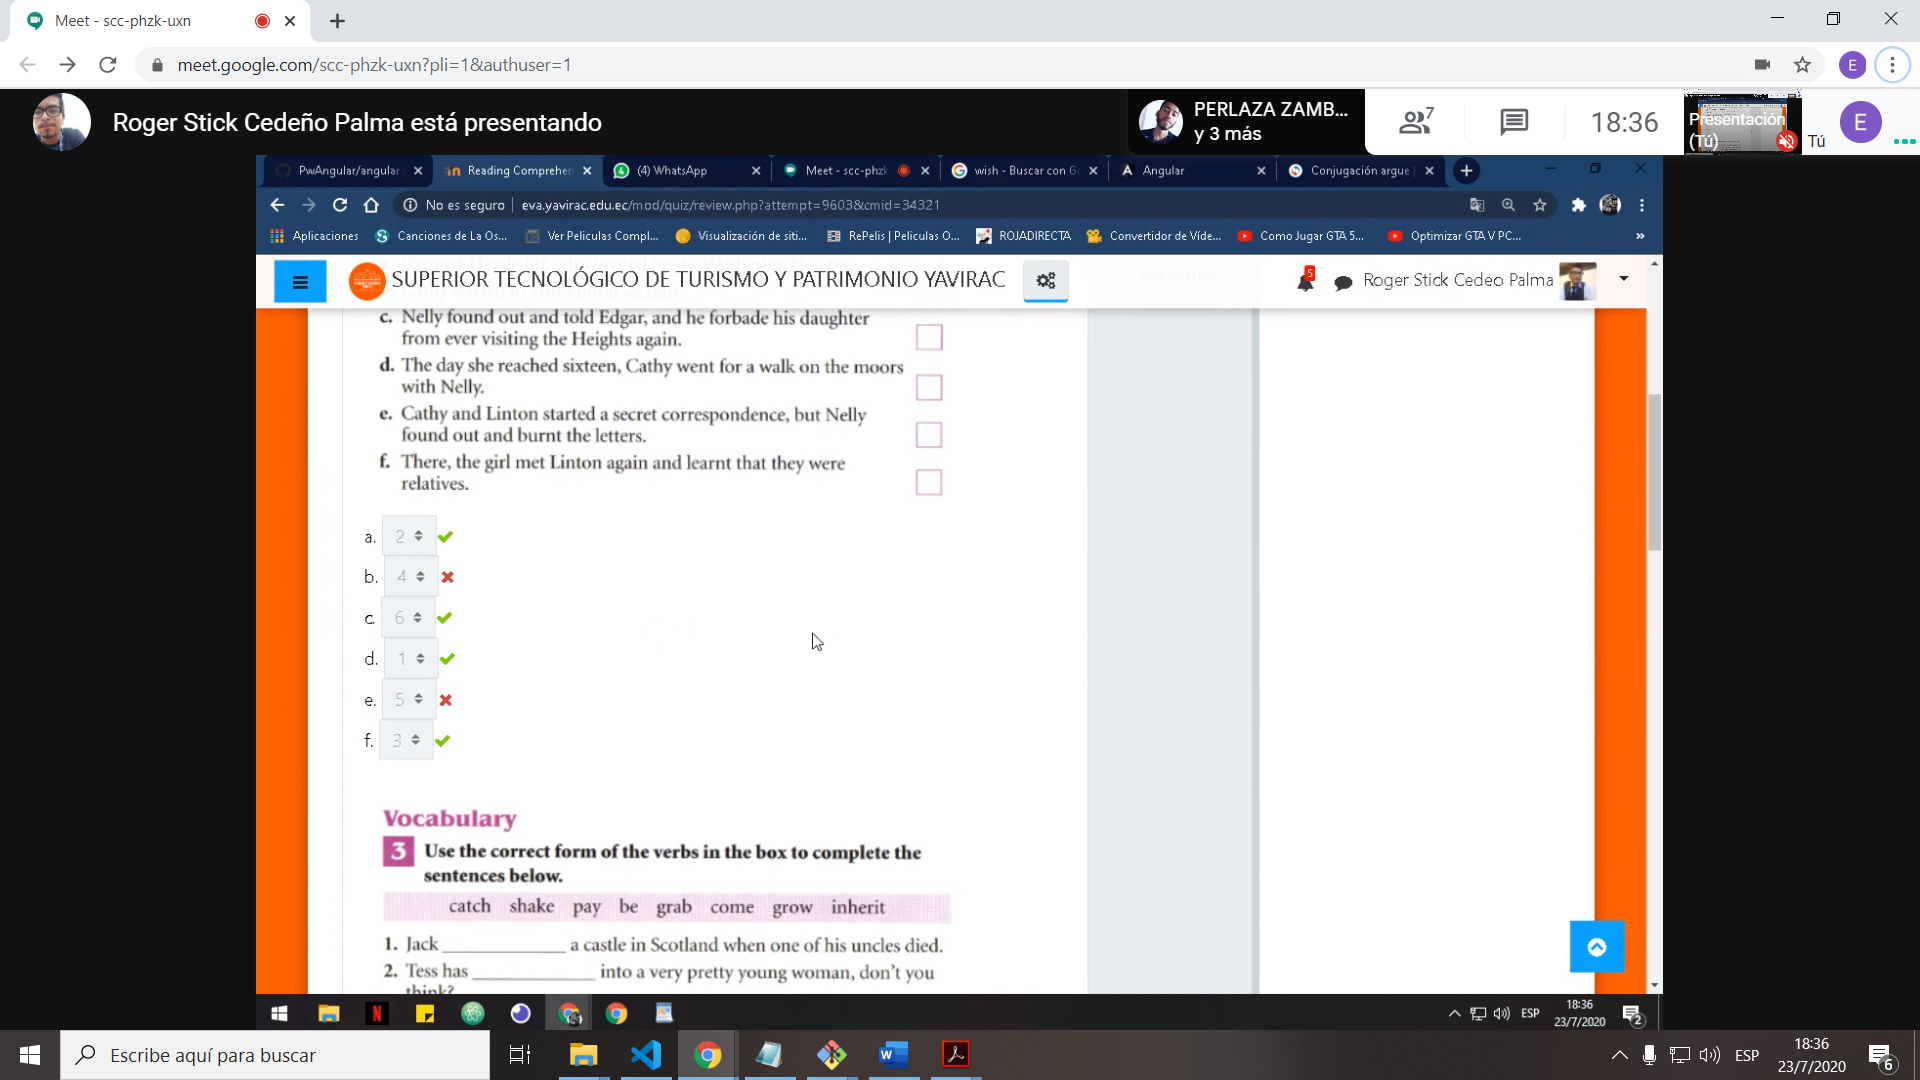 Meet - scc-phzk-uxn
meet.google.com/scc-phzk-uxn?pli=1&authuser=1
E
Roger Stick Cedeño Palma está presentando
PERLAZA ZAMB...
y 3 más
7
18:36
Presentación
(Tú)
Tú
E
PwAngular/angular
Reading Comprehen
(4) WhatsApp
Meet - scc-phzk
wish - Buscar con G
Angular
Conjugación argue
No es seguro
eva.yavirac.edu.ec/mod/quiz/review.php?attempt=9603&cmid=34321
Aplicaciones
Canciones de La Os...
Ver Peliculas Compl...
Visualización de siti...
RePelis | Peliculas O...
ROJADIRECTA
Convertidor de Víde...
Como Jugar GTA 5...
Optimizar GTA V PC...
»
SUPERIOR TECNOLÓGICO DE TURISMO Y PATRIMONIO YAVIRAC
5
Roger Stick Cedeo Palma
c. Nelly found out and told Edgar, and he forbade his daughter
from ever visiting the Heights again.
d. The day she reached sixteen, Cathy went for a walk on the moors
with Nelly.
e. Cathy and Linton started a secret correspondence, but Nelly
found out and burnt the letters.
f. There, the girl met Linton again and learnt that they were
relatives.
a. 2
b. 4
c. 6
d. 1
e. 5
f. 3
Vocabulary
3 Use the correct form of the verbs in the box to complete the
sentences below.
catch shake pay be grab come grow inherit
1. Jack ____________ a castle in Scotland when one of his uncles died.
2. Tess has ____________ into a very pretty young woman, don't you
think?
ESP
18:36
23/7/2020
2
Escribe aquí para buscar
ESP
18:36
23/7/2020
6